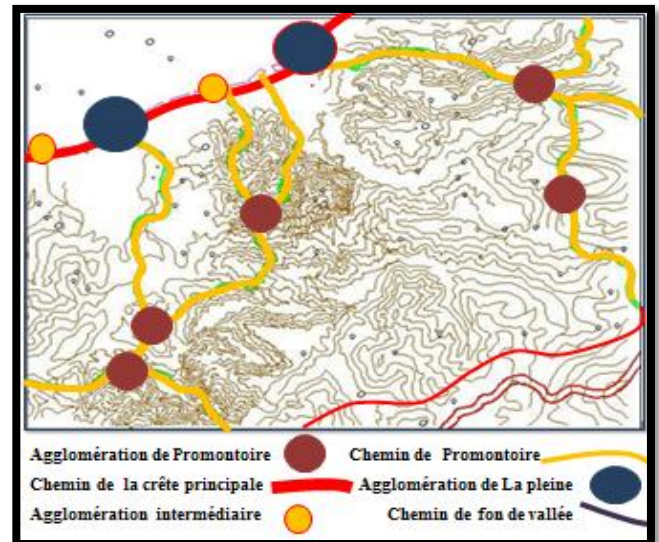 Agglomération de Promontoire Chemin de Promontoire
Chemin de la crête principale Agglomération de La pleine
Agglomération intermédiaire Chemin de fon de vallée